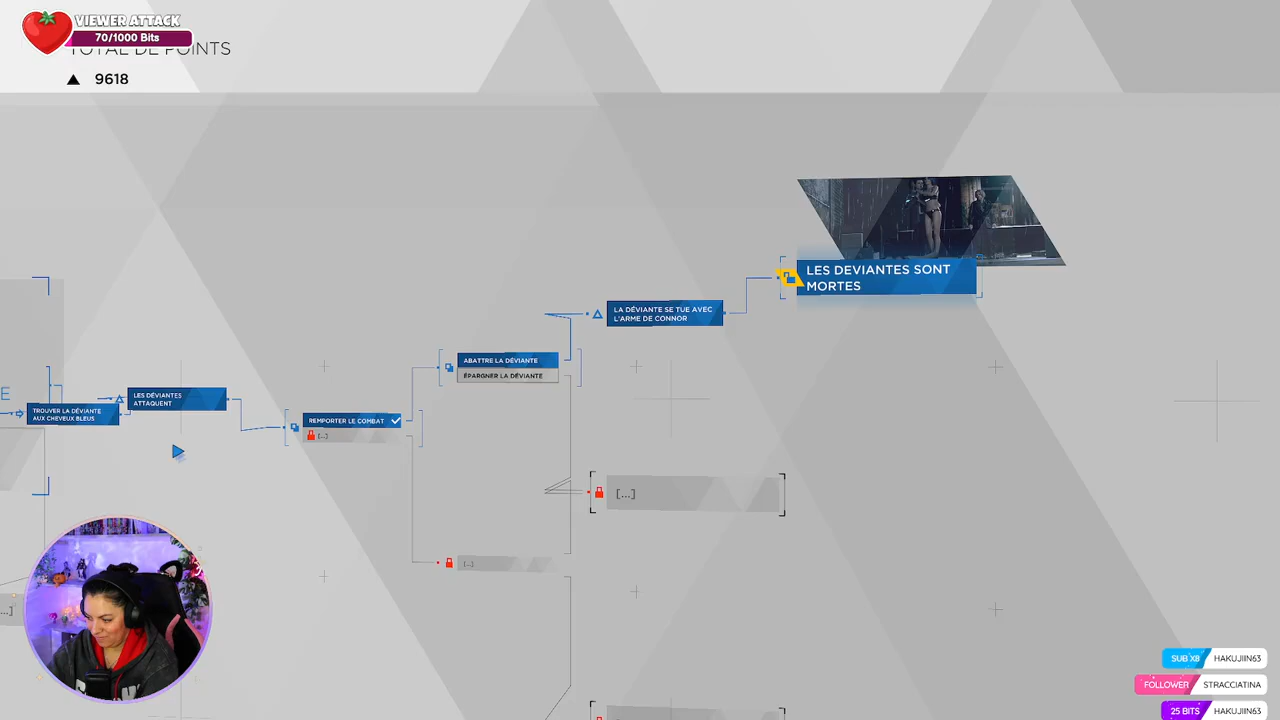 VIEWER ATTACK
70/1000 Bits
TOTAL DE POINTS
9618
LES DEVIANTES SONT
MORTES
LA DÉVIANTE SE TUE AVEC
L'ARME DE CONNOR
ABATTRE LA DÉVIANTE
ÉPARGNER LA DÉVIANTE
E
LES DÉVIANTES
ATTAQUENT
TROUVER LA DÉVIANTE
AUX CHEVEUX BLEUS
REMPORTER LE COMBAT
[...]
[...]
[...]
...]
SUB X8 HAKUJIIN63
FOLLOWER STRACCIATINA
25 BITS HAKUJIIN63